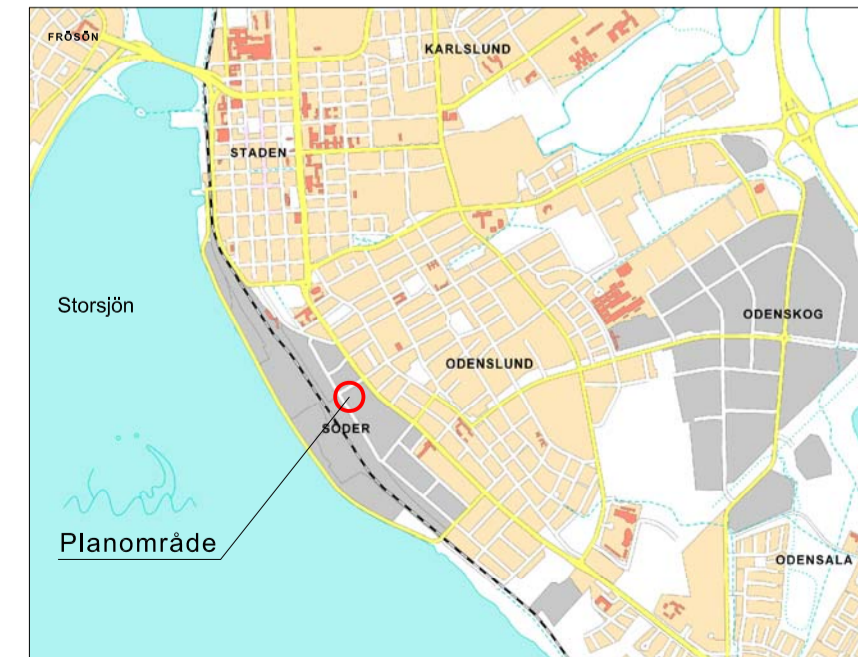 FRÖSÖN
KARLSLUND
STADEN
Storsjön
ODENSKOG
ODENSLUND
SÖDER
Planområde
ODENSALA